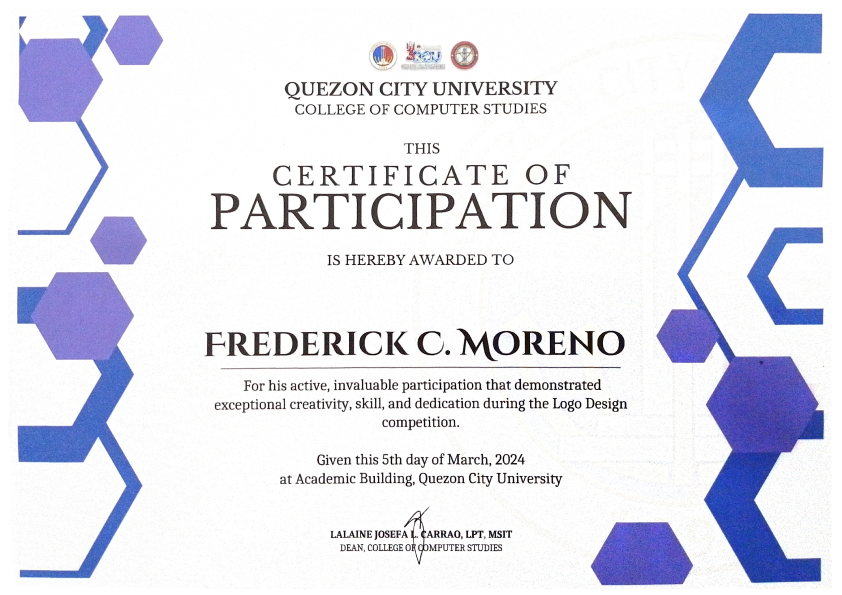 QUEZON CITY UNIVERSITY
COLLEGE OF COMPUTER STUDIES
THIS
CERTIFICATE OF
PARTICIPATION
IS HEREBY AWARDED TO
FREDERICK C. MORENO
For his active, invaluable participation that demonstrated
exceptional creativity, skill, and dedication during the Logo Design
competition.
Given this 5th day of March, 2024
at Academic Building, Quezon City University
LALAINE JOSEFA L. CARRAO, LPT, MSIT
DEAN, COLLEGE OF COMPUTER STUDIES